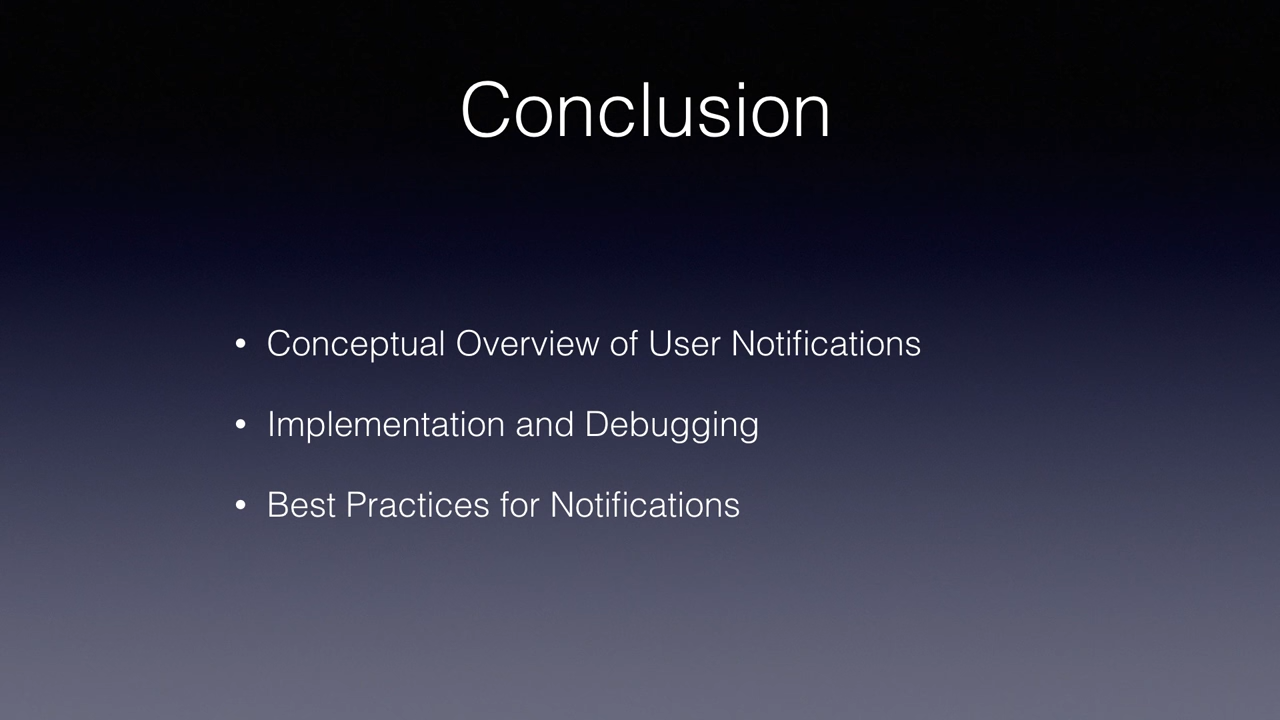 Conclusion
• Conceptual Overview of User Notifications
• Implementation and Debugging
• Best Practices for Notifications